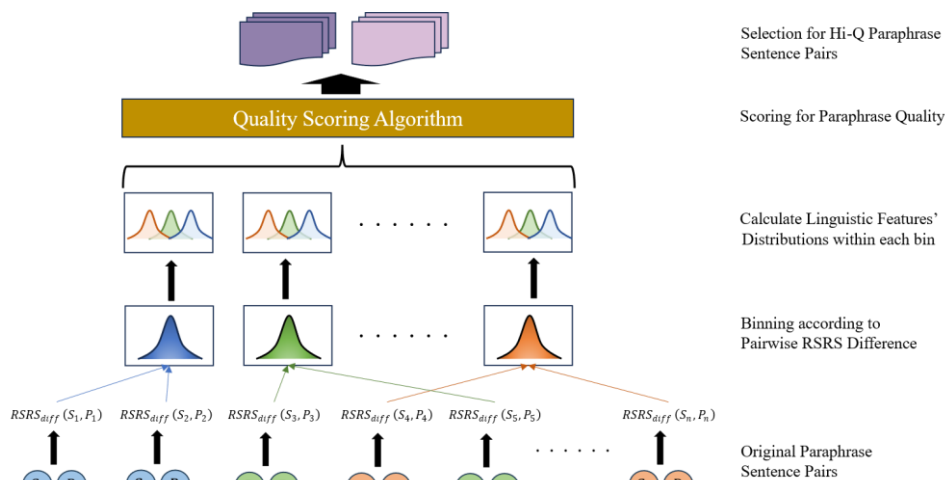 Selection for Hi-Q Paraphrase
Sentence Pairs
Quality Scoring Algorithm
Scoring for Paraphrase Quality
Calculate Linguistic Features’
Distributions within each bin
. . . . . .
Binning according to
Pairwise RSRS Difference
. . . . . .
RSRS_diff (S_1, P_1)
RSRS_diff (S_2, P_2)
RSRS_diff (S_3, P_3)
RSRS_diff (S_4, P_4)
RSRS_diff (S_5, P_5)
RSRS_diff (S_n, P_n)
. . . . . .
Original Paraphrase
Sentence Pairs